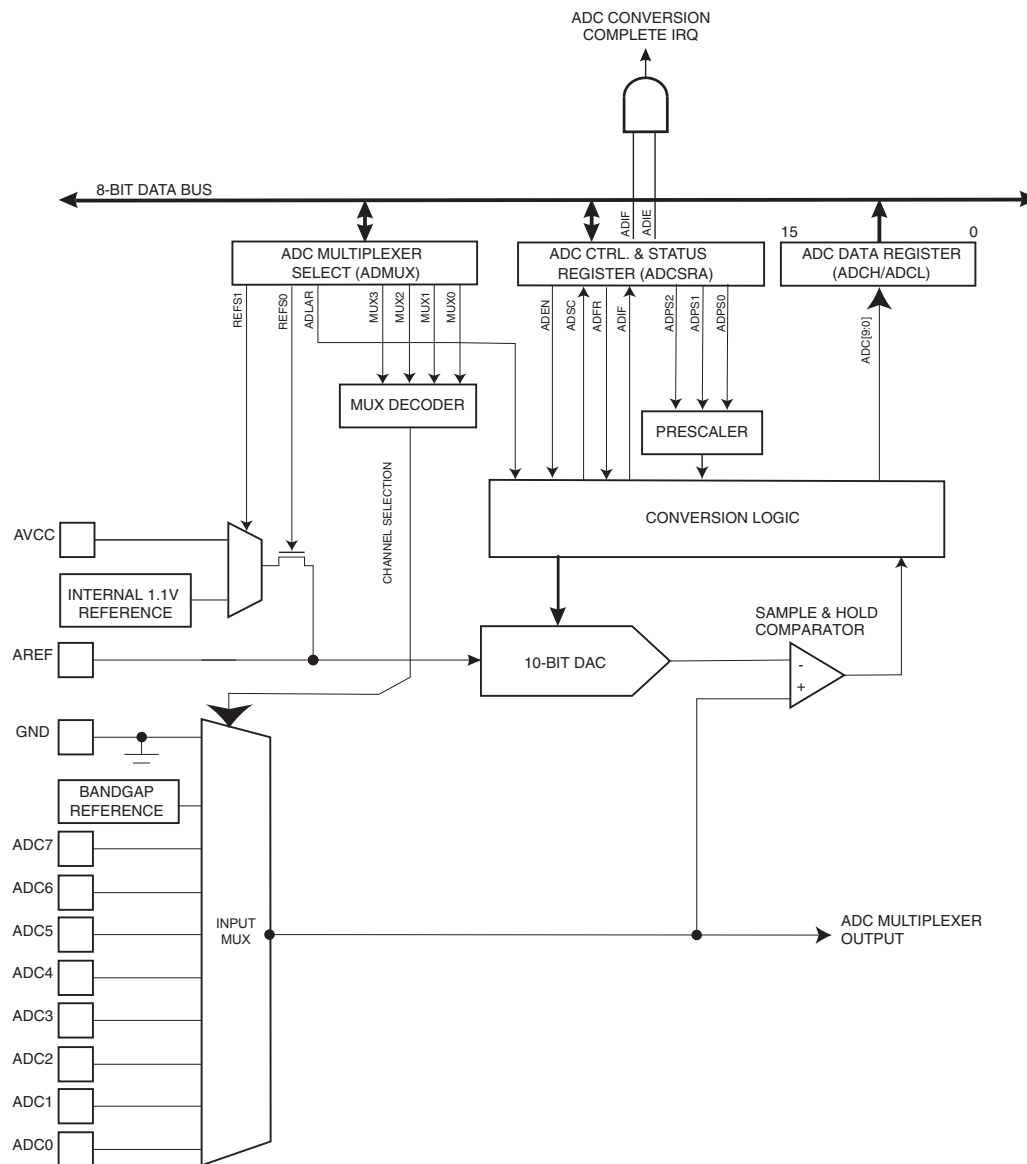 ADC CONVERSION
COMPLETE IRQ
8-BIT DATA BUS
ADIF
ADIE
15
0
ADC MULTIPLEXER
SELECT (ADMUX)
ADC CTRL. & STATUS
REGISTER (ADCSRA)
ADC DATA REGISTER
(ADCH/ADCL)
REFS1
REFS0
ADLAR
MUX3
MUX2
MUX1
MUX0
ADEN
ADSC
ADFR
ADIF
ADPS2
ADPS1
ADPS0
ADC[9:0]
MUX DECODER
PRESCALER
CHANNEL SELECTION
CONVERSION LOGIC
AVCC
INTERNAL 1.1V
REFERENCE
SAMPLE & HOLD
COMPARATOR
AREF
10-BIT DAC
-
+
GND
BANDGAP
REFERENCE
ADC7
ADC6
ADC5
INPUT
MUX
ADC MULTIPLEXER
OUTPUT
ADC4
ADC3
ADC2
ADC1
ADC0